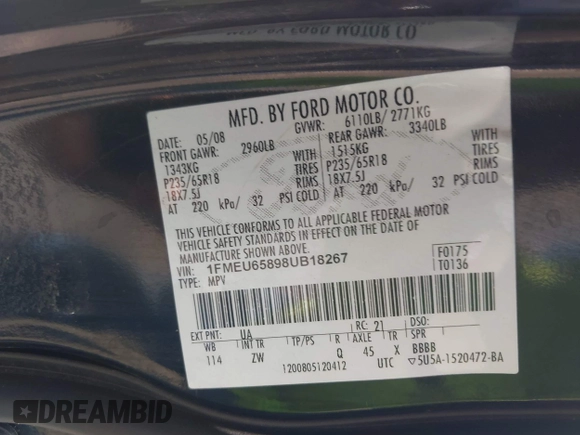 MFD. BY FORD MOTOR CO.
DATE: 05/08 GVWR: 6110LB/ 2771KG
FRONT GAWR: 2960LB REAR GAWR: 3340LB
1343KG 1515KG
P235/65R18 TIRES P235/65R18 TIRES
18X7.5J RIMS 18X7.5J RIMS
AT 220 kPa/ 32 PSI COLD AT 220 kPa/ 32 PSI COLD
THIS VEHICLE CONFORMS TO ALL APPLICABLE FEDERAL MOTOR
VEHICLE SAFETY STANDARDS IN EFFECT ON THE DATE OF
MANUFACTURE SHOWN ABOVE.
VIN: 1FMEU65898UB18267 F0175
TYPE: MPV T0136
EXT PNT: UA RC: 21 DSO:
WB INT TR TP/PS R AXLE TR SPR
114 ZW Q 45 X BBBB
1200805120412 UTC ▽5U5A-1520472-BA
DREAMBID